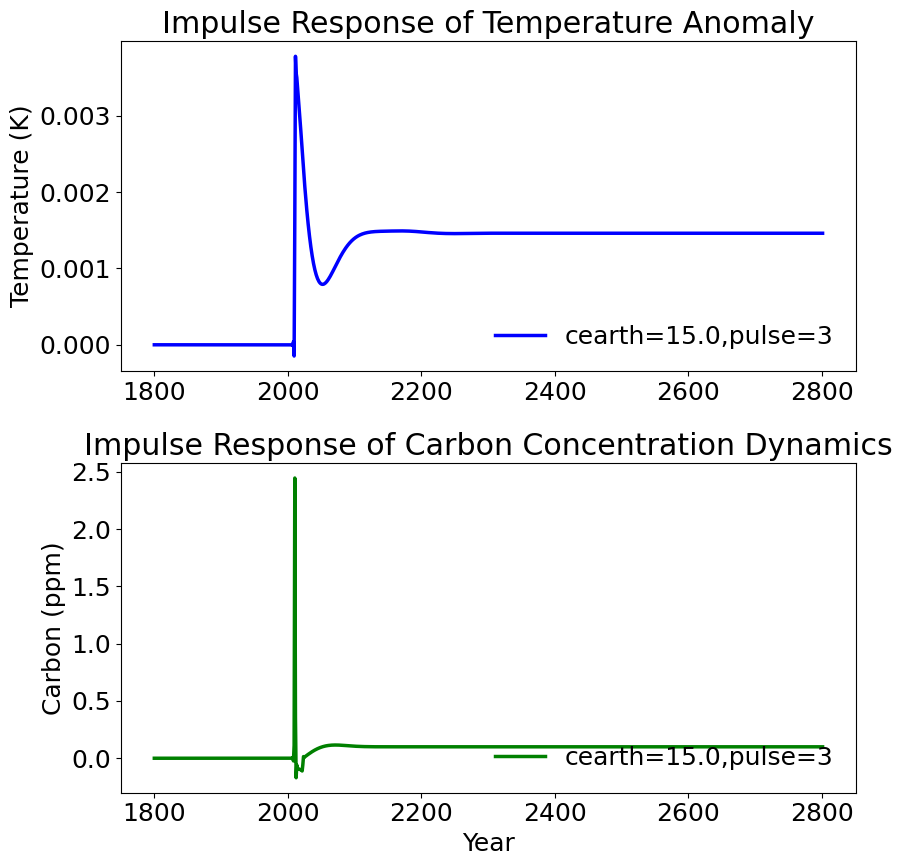 Impulse Response of Temperature Anomaly
Temperature (K)
0.003
0.002
0.001
0.000
cearth=15.0,pulse=3
1800 2000 2200 2400 2600 2800
Impulse Response of Carbon Concentration Dynamics
Carbon (ppm)
2.5
2.0
1.5
1.0
0.5
0.0
cearth=15.0,pulse=3
1800 2000 2200 2400 2600 2800
Year